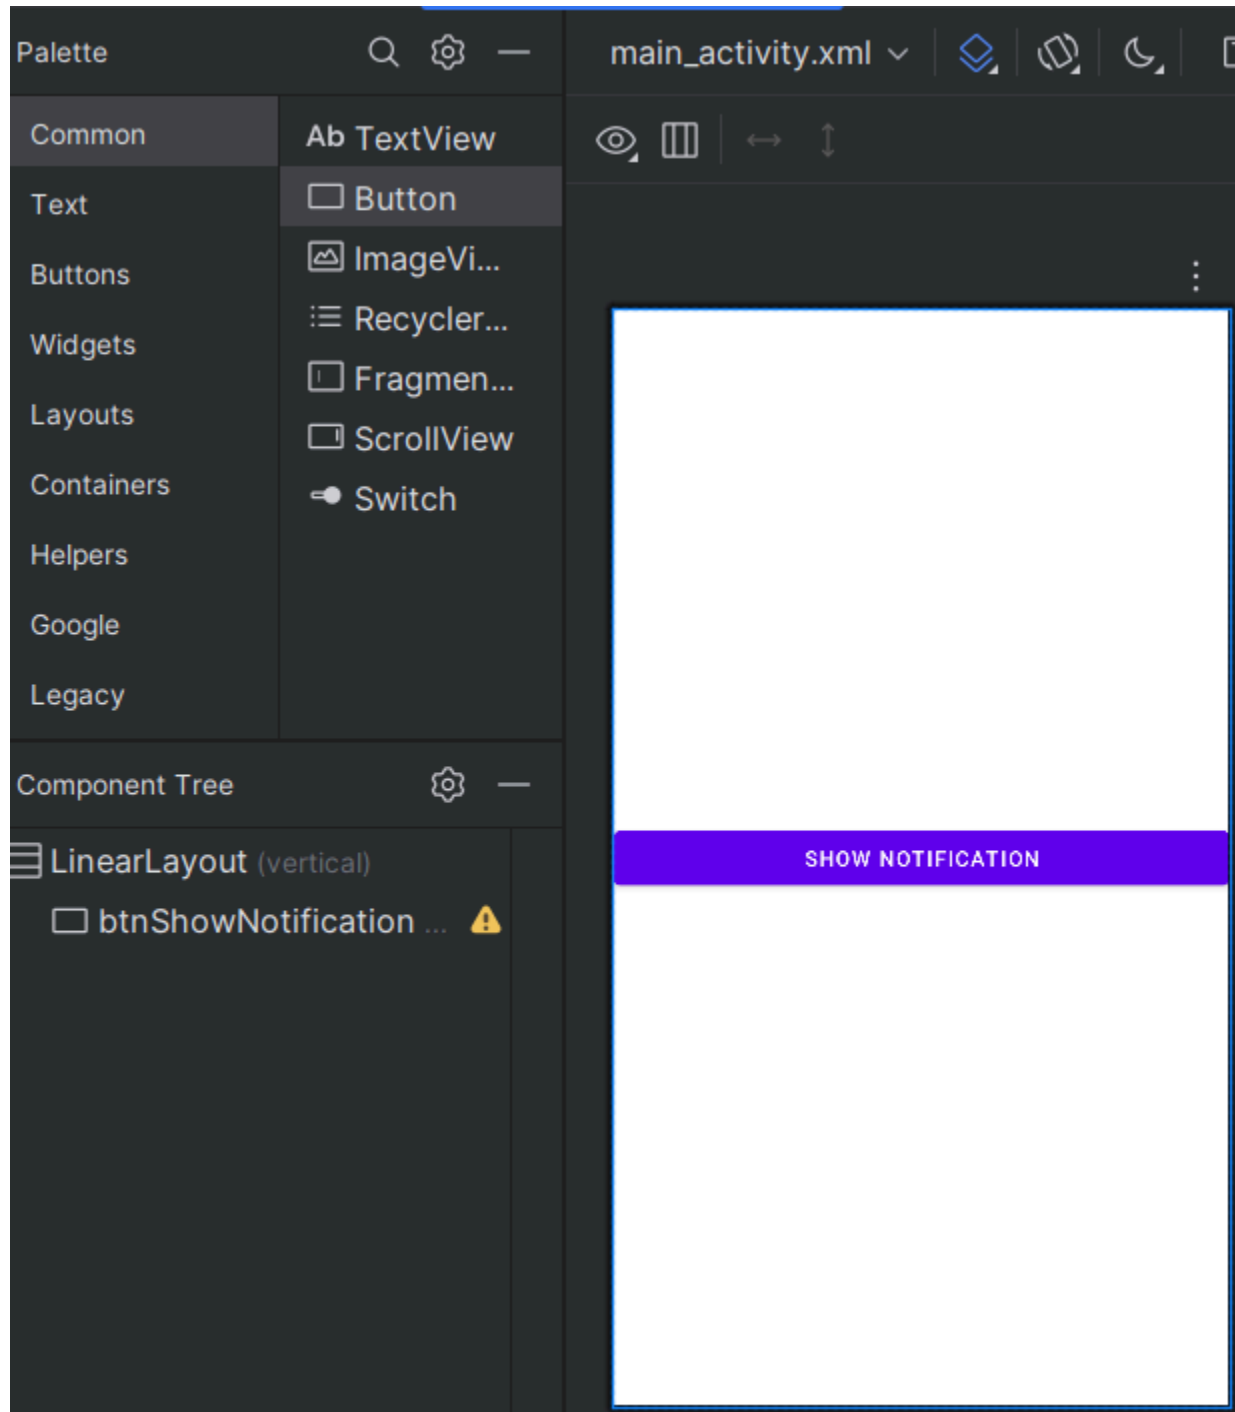 Palette
main_activity.xml
Common
Text
Buttons
Widgets
Layouts
Containers
Helpers
Google
Legacy
Ab TextView
Button
ImageVi...
Recycler...
Fragmen...
ScrollView
Switch
Component Tree
LinearLayout (vertical)
btnShowNotification ...
SHOW NOTIFICATION